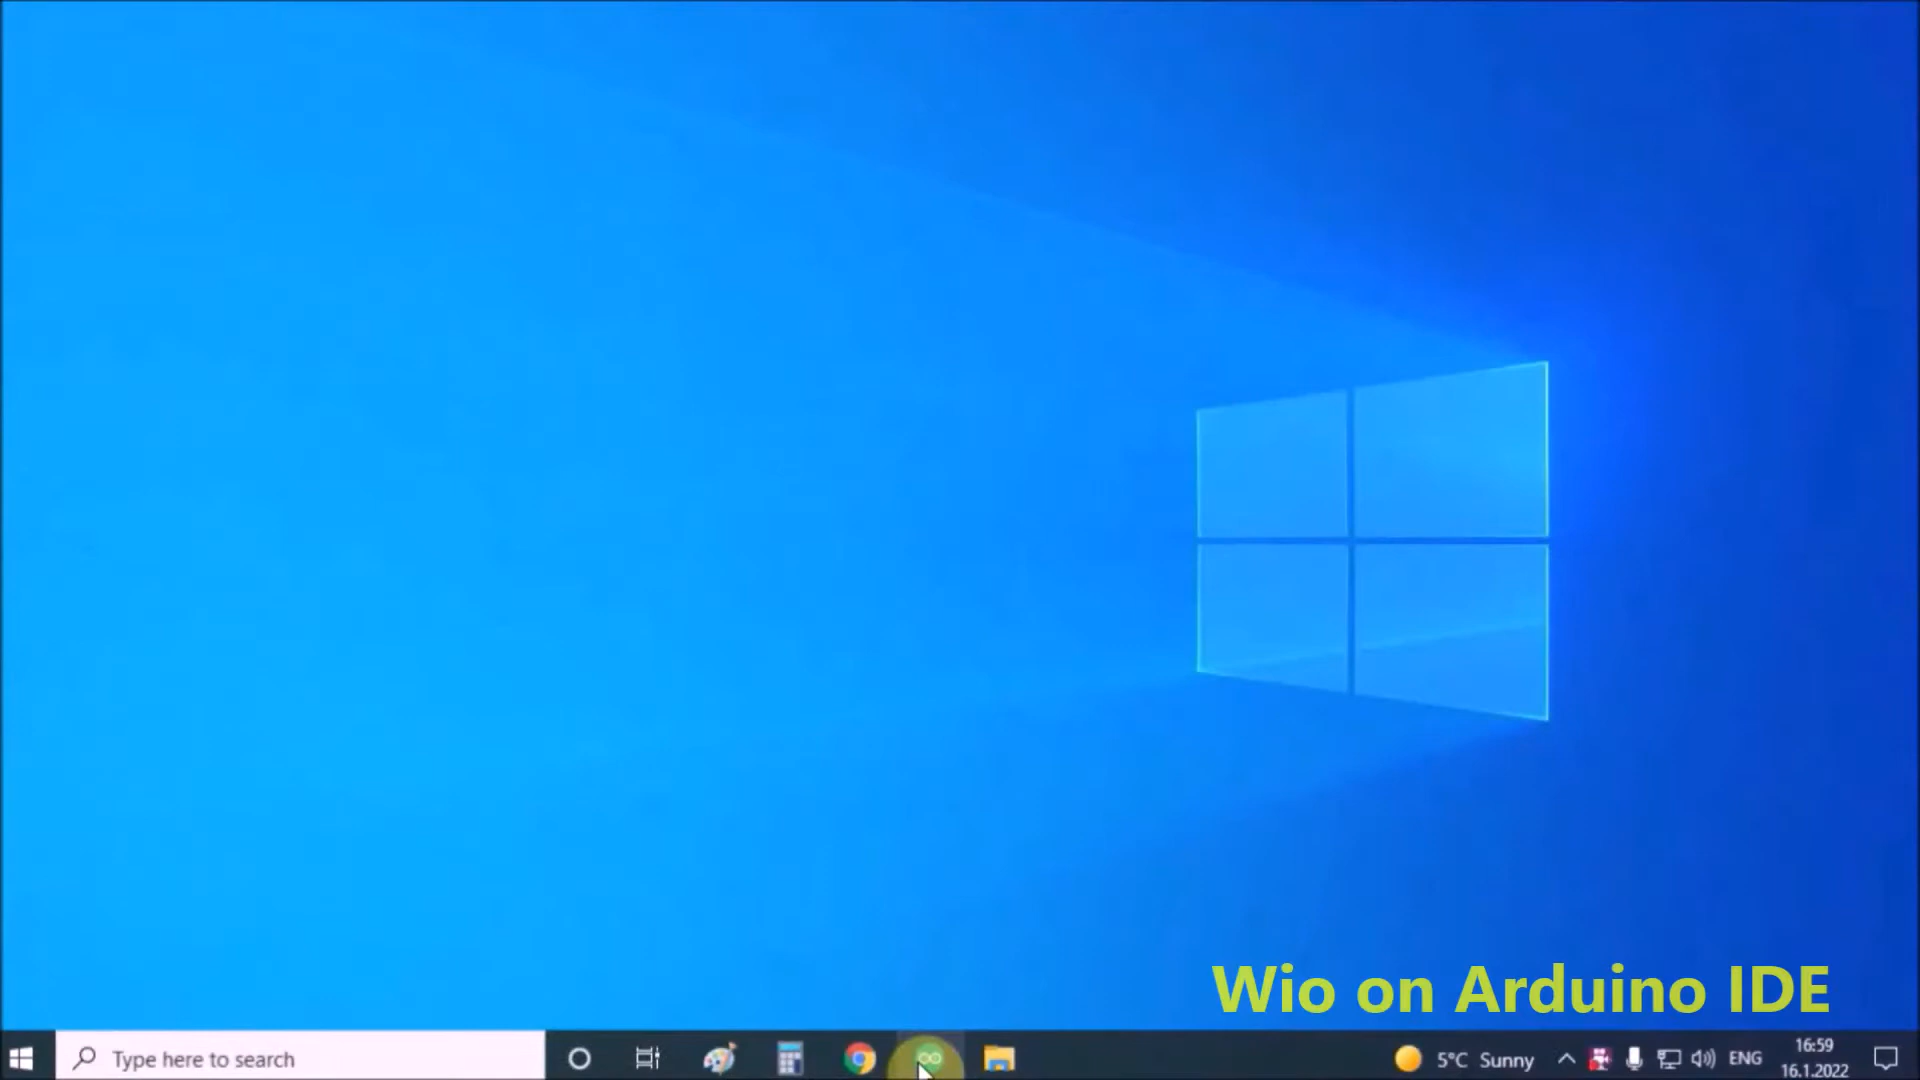 Wio on Arduino IDE
Type here to search
5°C Sunny
ENG
16:59
16.1.2022